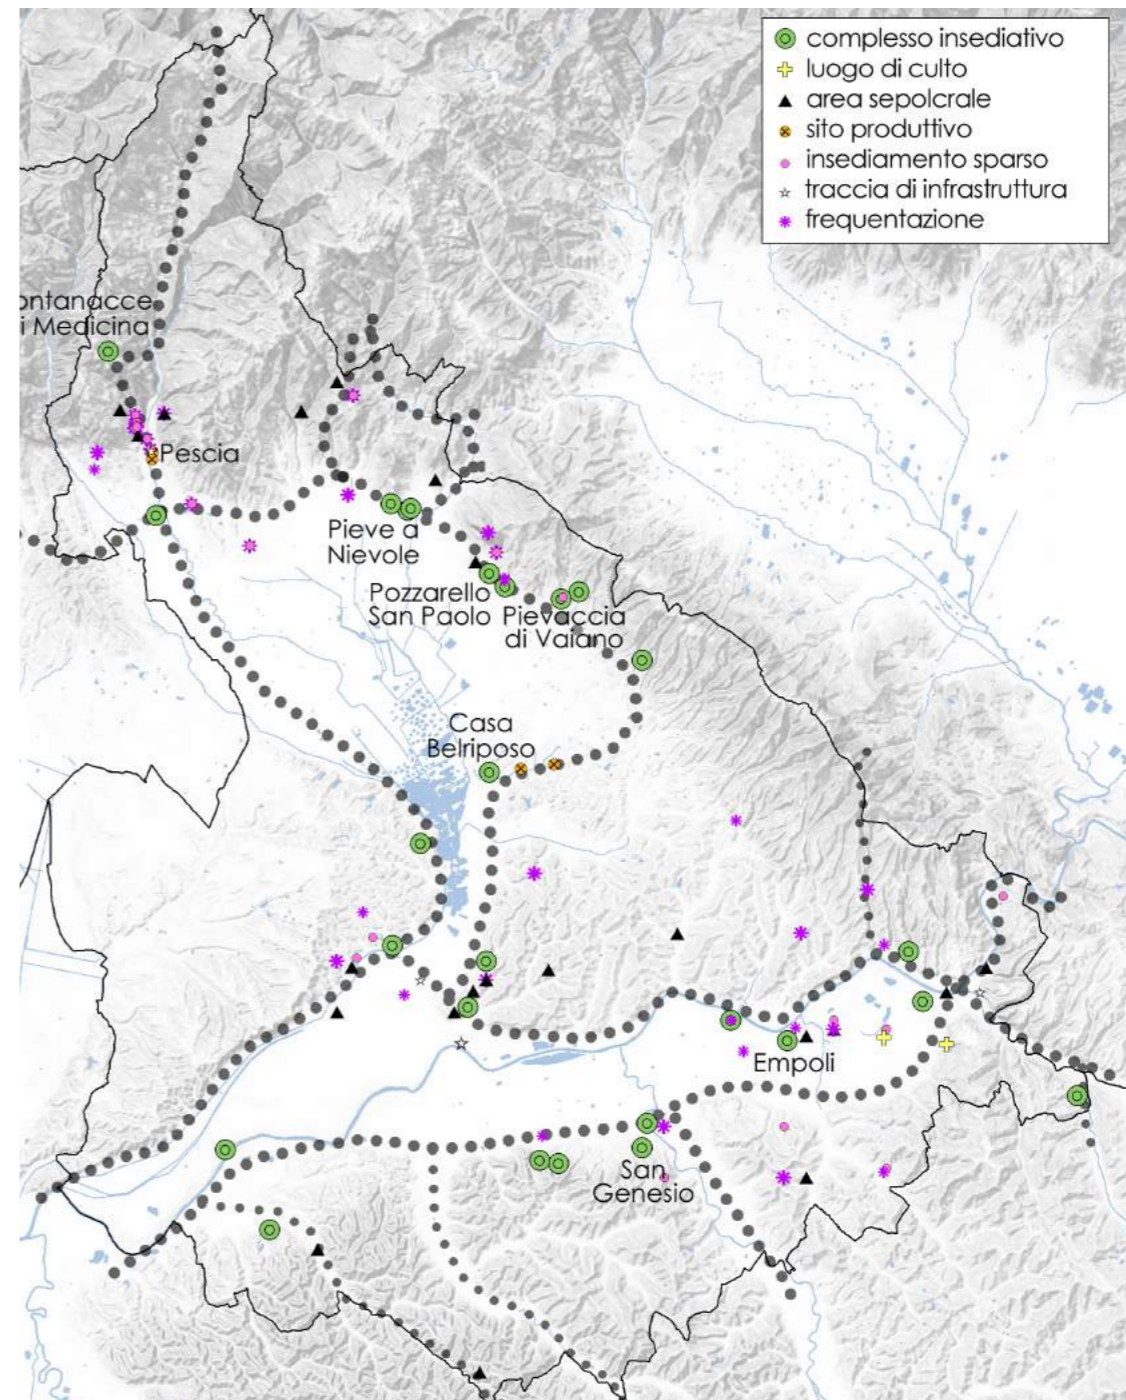 complesso insediativo
luogo di culto
area sepolcrale
sito produttivo
insediamento sparso
traccia di infrastruttura
frequentazione
ontanacce
i Medicina
Pescia
Pieve a
Nievole
Pozzarello
San Paolo
Pievaccia
di Vaiano
Casa
Belriposo
Empoli
San
Genesio